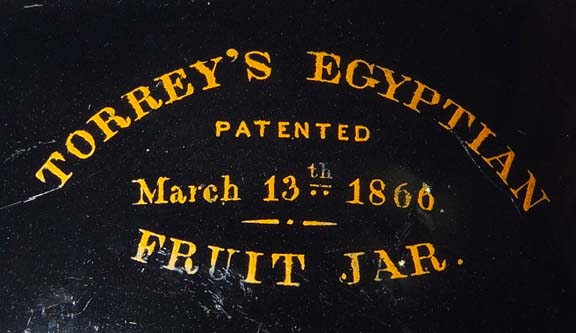 TORREY'S EGYPTIAN
PATENTED
March 13th 1866
FRUIT JAR.